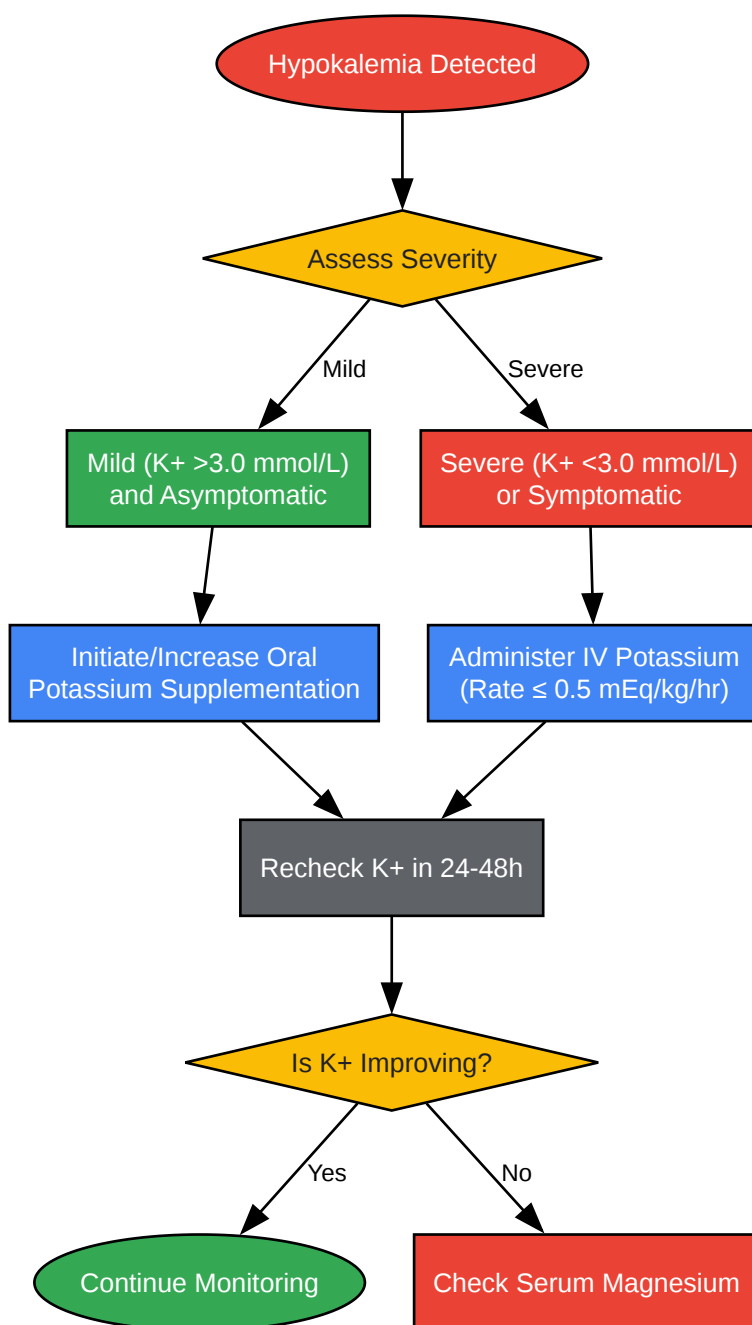 Hypokalemia Detected
Assess Severity
Mild
Severe
Mild (K+ >3.0 mmol/L)
and Asymptomatic
Severe (K+ <3.0 mmol/L)
or Symptomatic
Initiate/Increase Oral
Potassium Supplementation
Administer IV Potassium
(Rate ≤ 0.5 mEq/kg/hr)
Recheck K+ in 24-48h
Is K+ Improving?
Yes
No
Continue Monitoring
Check Serum Magnesium